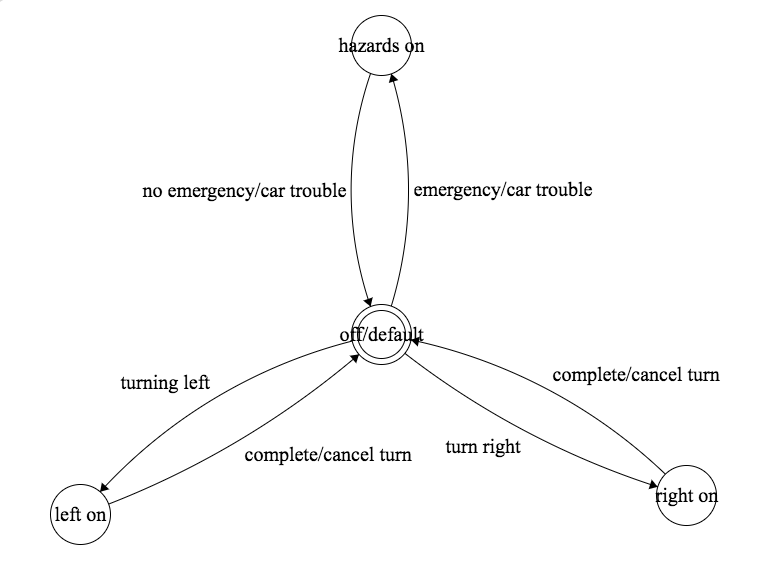 hazards on
no emergency/car trouble
emergency/car trouble
off/default
turning left
complete/cancel turn
complete/cancel turn
turn right
left on
right on